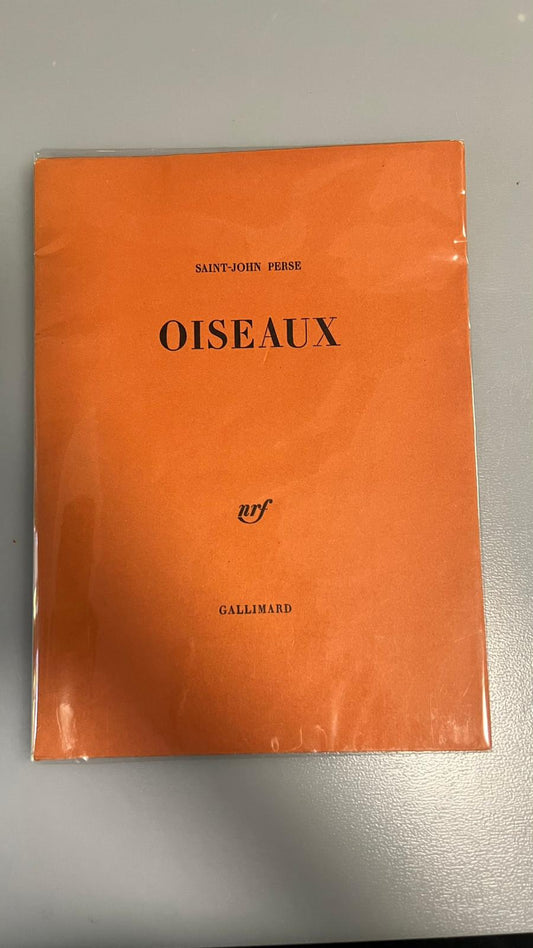 SAINT-JOHN PERSE
OISEAUX
nrf
GALLIMARD